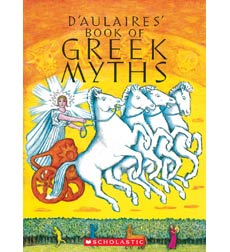 D'AULAIRES'
BOOK OF
GREEK
MYTHS
SCHOLASTIC